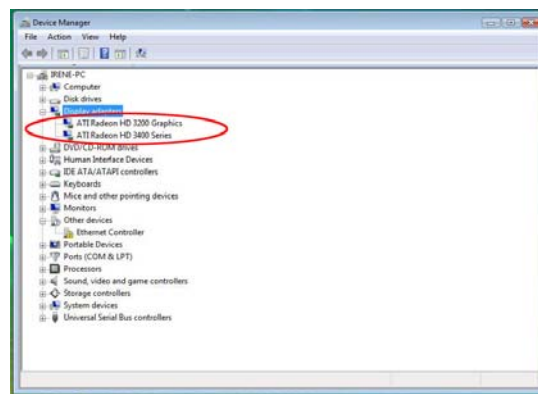 Device Manager
File Action View Help
IRENE-PC
Computer
Disk drives
Display adapters
ATI Radeon HD 3200 Graphics
ATI Radeon HD 3400 Series
DVD/CD-ROM drives
Human Interface Devices
IDE ATA/ATAPI controllers
Keyboards
Mice and other pointing devices
Monitors
Other devices
Ethernet Controller
Portable Devices
Ports (COM & LPT)
Processors
Sound, video and game controllers
Storage controllers
System devices
Universal Serial Bus controllers